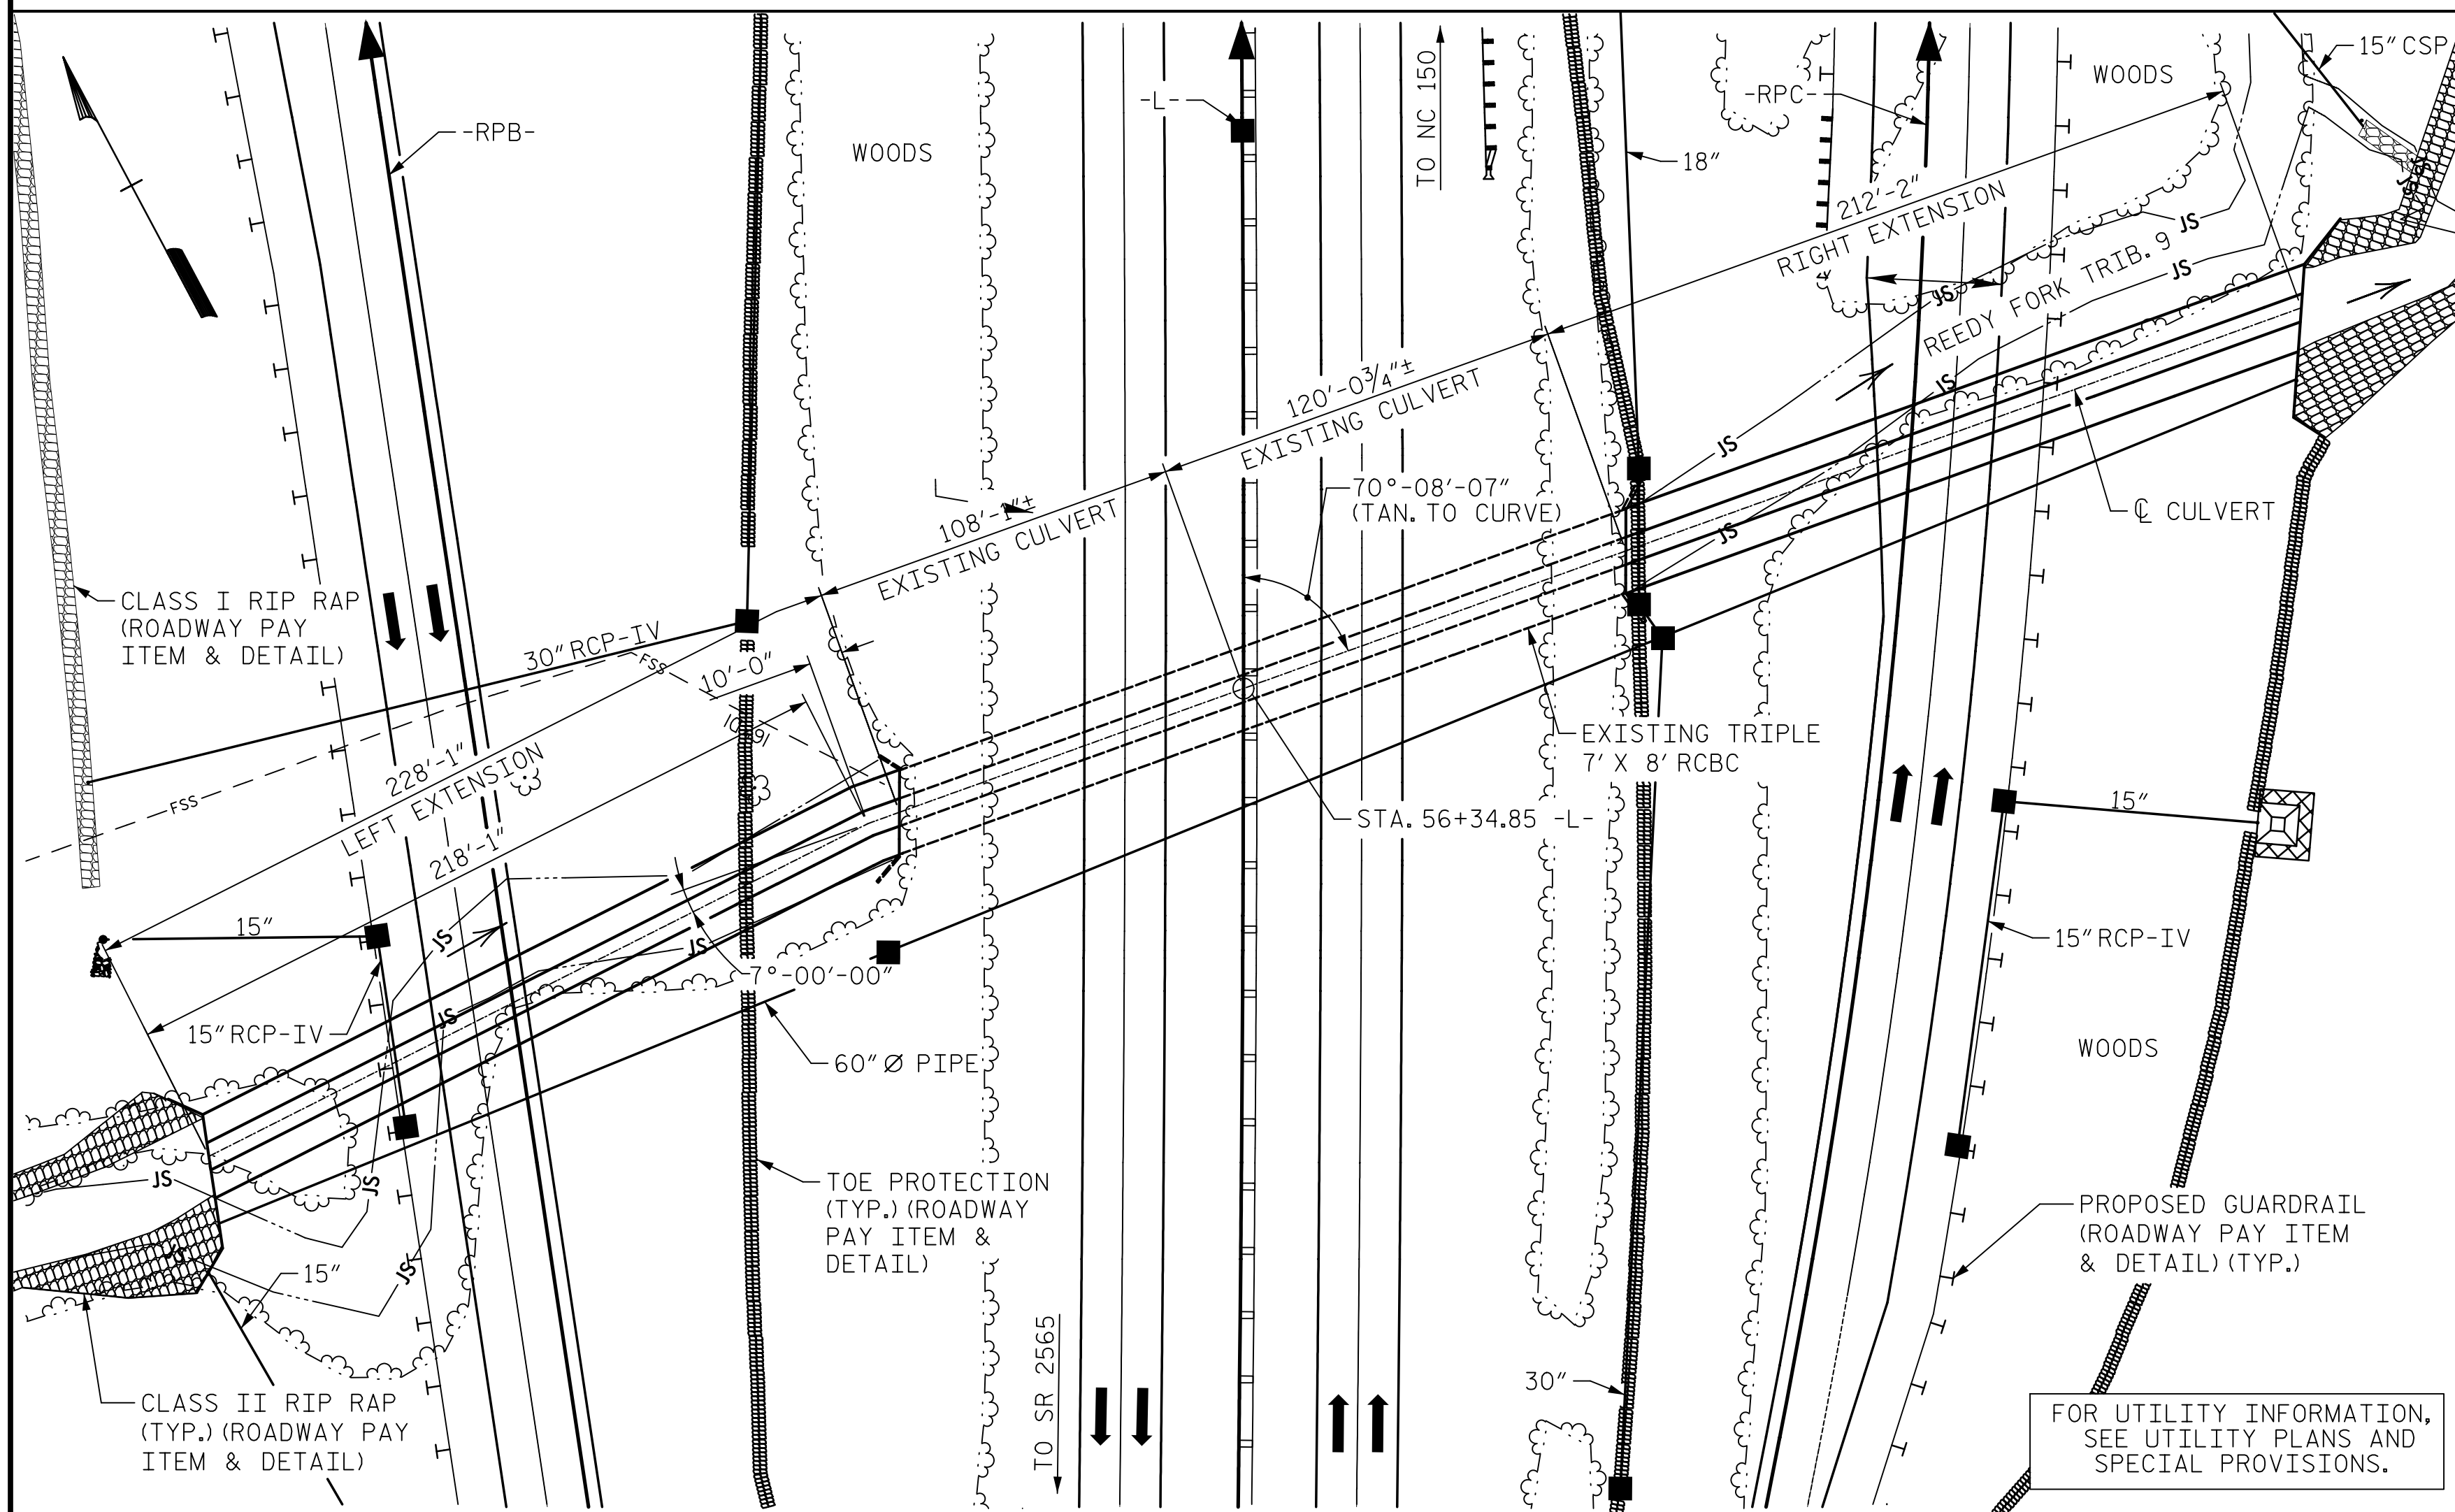 15" CSP
WOODS
-RPC-
-L-
-RPB-
WOODS
TO NC 150
18"
212'-2"
RIGHT EXTENSION
JS
REEDY FORK TRIB. 9
JS
JS
JS
120'-0 3/4"±
EXISTING CULVERT
JS
70°-08'-07"
(TAN. TO CURVE)
℄ CULVERT
108'-1"±
EXISTING CULVERT
JS
CLASS I RIP RAP
(ROADWAY PAY
ITEM & DETAIL)
30" RCP-IV
FSS
10'-0"
EXISTING TRIPLE
7' X 8' RCBC
228'-1"
LEFT EXTENSION
FSS
218'-1"
STA. 56+34.85 -L-
15"
15"
JS
JS
7°-00'-00"
15" RCP-IV
JS
15" RCP-IV
60" Ø PIPE
WOODS
JS
JS
TOE PROTECTION
(TYP.) (ROADWAY
PAY ITEM &
DETAIL)
PROPOSED GUARDRAIL
(ROADWAY PAY ITEM
& DETAIL) (TYP.)
JS
JS
15"
TO SR 2565
30"
CLASS II RIP RAP
(TYP.) (ROADWAY PAY
ITEM & DETAIL)
FOR UTILITY INFORMATION,
SEE UTILITY PLANS AND
SPECIAL PROVISIONS.